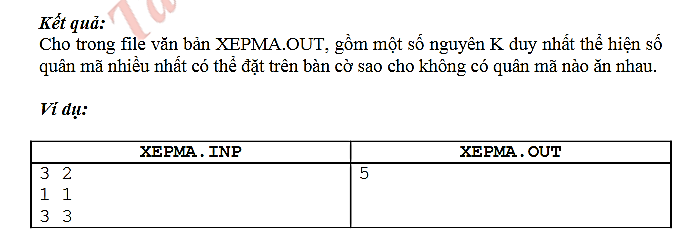 Kết quả:
Cho trong file văn bản XEPMA.OUT, gồm một số nguyên K duy nhất thể hiện số
quân mã nhiều nhất có thể đặt trên bàn cờ sao cho không có quân mã nào ăn nhau.
Ví dụ:
XEPMA.INP XEPMA.OUT
3 2 5
1 1
3 3